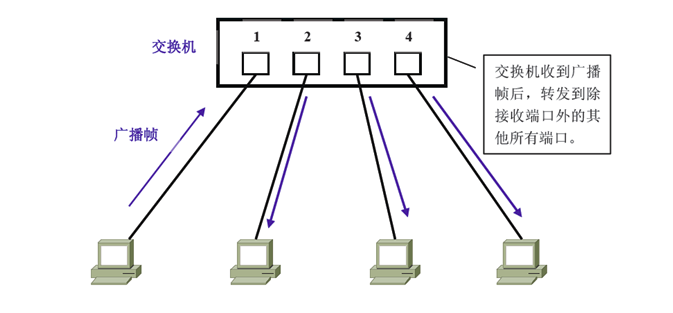 交换机
1 2 3 4
广播帧
交换机收到广播
帧后，转发到除
接收端口外的其
他所有端口。